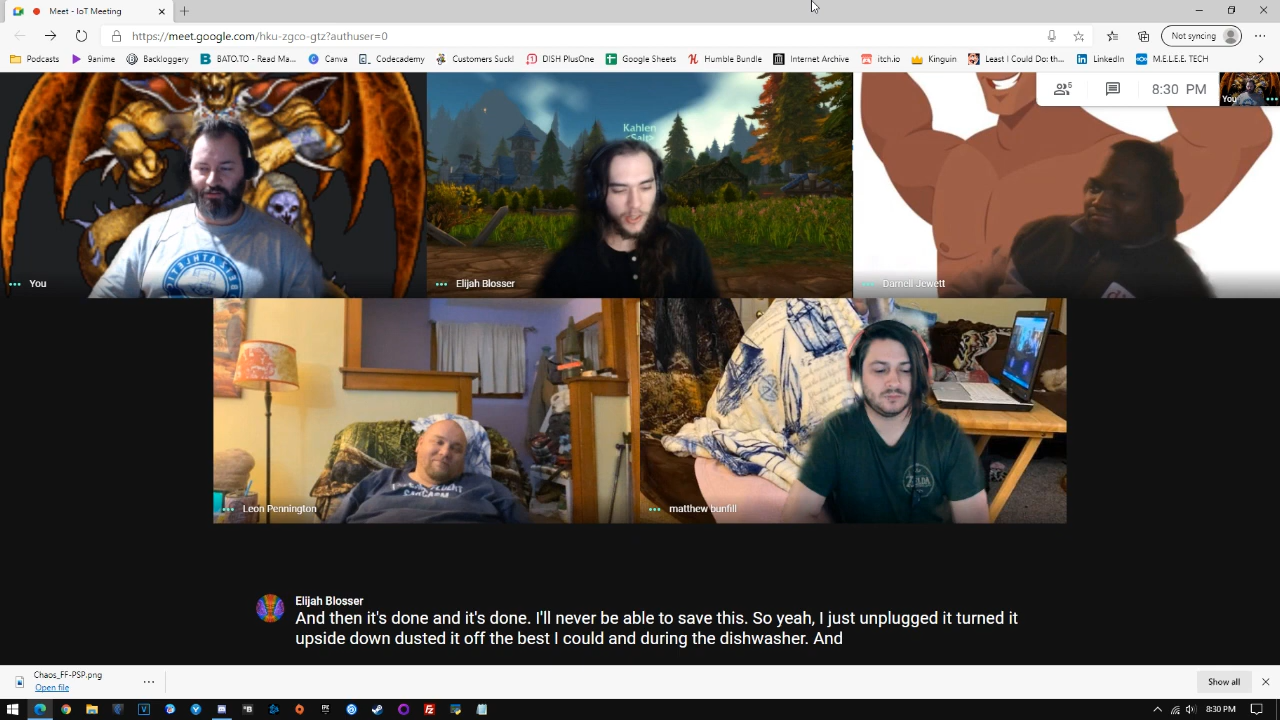 Meet - IoT Meeting
https://meet.google.com/hku-zgco-gtz?authuser=0
Not syncing
Podcasts
9anime
Backloggery
BATO.TO - Read Ma...
Canva
Codecademy
Customers Suck!
DISH PlusOne
Google Sheets
Humble Bundle
Internet Archive
itch.io
Kinguin
Least I Could Do: th...
LinkedIn
M.E.L.E.E. TECH
6
8:30 PM
You
Kahlen
You
Elijah Blosser
Darnell Jewett
SARCASM
ZELDA
Leon Pennington
matthew bunfill
Elijah Blosser
And then it's done and it's done. I'll never be able to save this. So yeah, I just unplugged it turned it
upside down dusted it off the best I could and during the dishwasher. And
Chaos_FF-PSP.png
Open file
Show all
8:30 PM